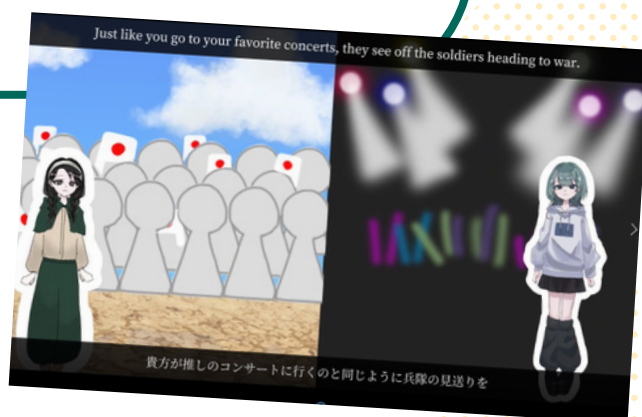 Just like you go to your favorite concerts, they see off the soldiers heading to war.
貴方が推しのコンサートに行くのと同じように兵隊の見送りを